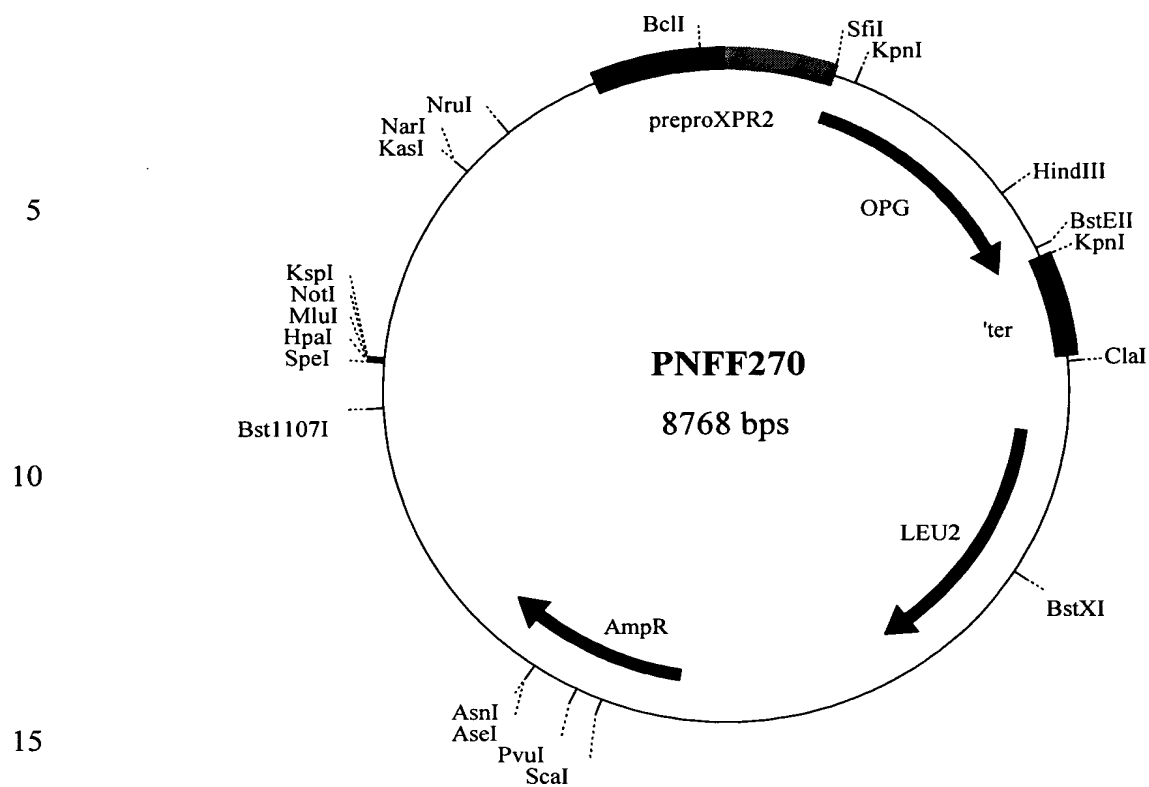 BclI
SfiI
KpnI
NruI
preproXPR2
NarI
KasI
HindIII
5
OPG
BstEII
KpnI
KspI
NotI
MluI
HpaI
SpeI
'ter
ClaI
PNFF270
8768 bps
Bst1107I
10
LEU2
BstXI
AmpR
AsnI
AseI
PvuI
ScaI
15